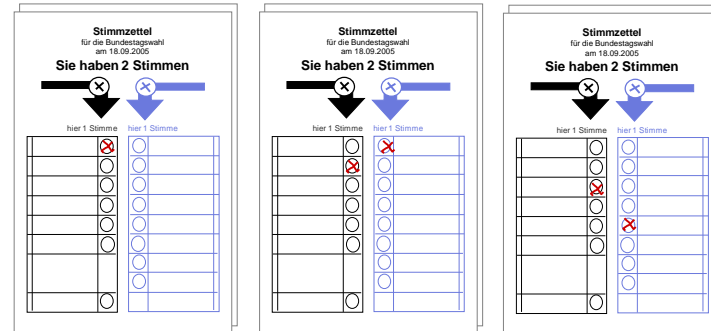 Stimmzettel
für die Bundestagswahl
am 18.09.2005
Sie haben 2 Stimmen
hier 1 Stimme hier 1 Stimme
Stimmzettel
für die Bundestagswahl
am 18.09.2005
Sie haben 2 Stimmen
hier 1 Stimme hier 1 Stimme
Stimmzettel
für die Bundestagswahl
am 18.09.2005
Sie haben 2 Stimmen
hier 1 Stimme hier 1 Stimme